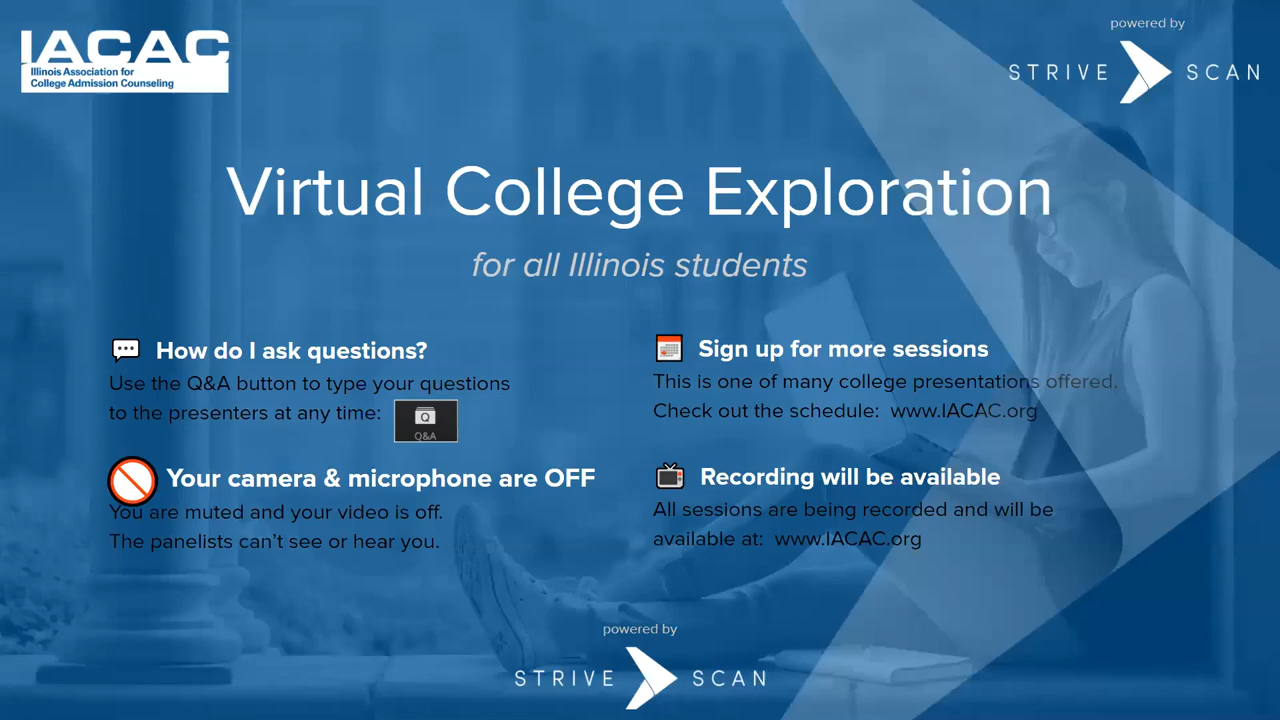 IACAC
Illinois Association for
College Admission Counseling
powered by
STRIVE SCAN
Virtual College Exploration
for all Illinois students
How do I ask questions?
Use the Q&A button to type your questions
to the presenters at any time:
Q
Q&A
Sign up for more sessions
This is one of many college presentations offered.
Check out the schedule: www.IACAC.org
Your camera & microphone are OFF
You are muted and your video is off.
The panelists can’t see or hear you.
Recording will be available
All sessions are being recorded and will be
available at: www.IACAC.org
powered by
STRIVE SCAN